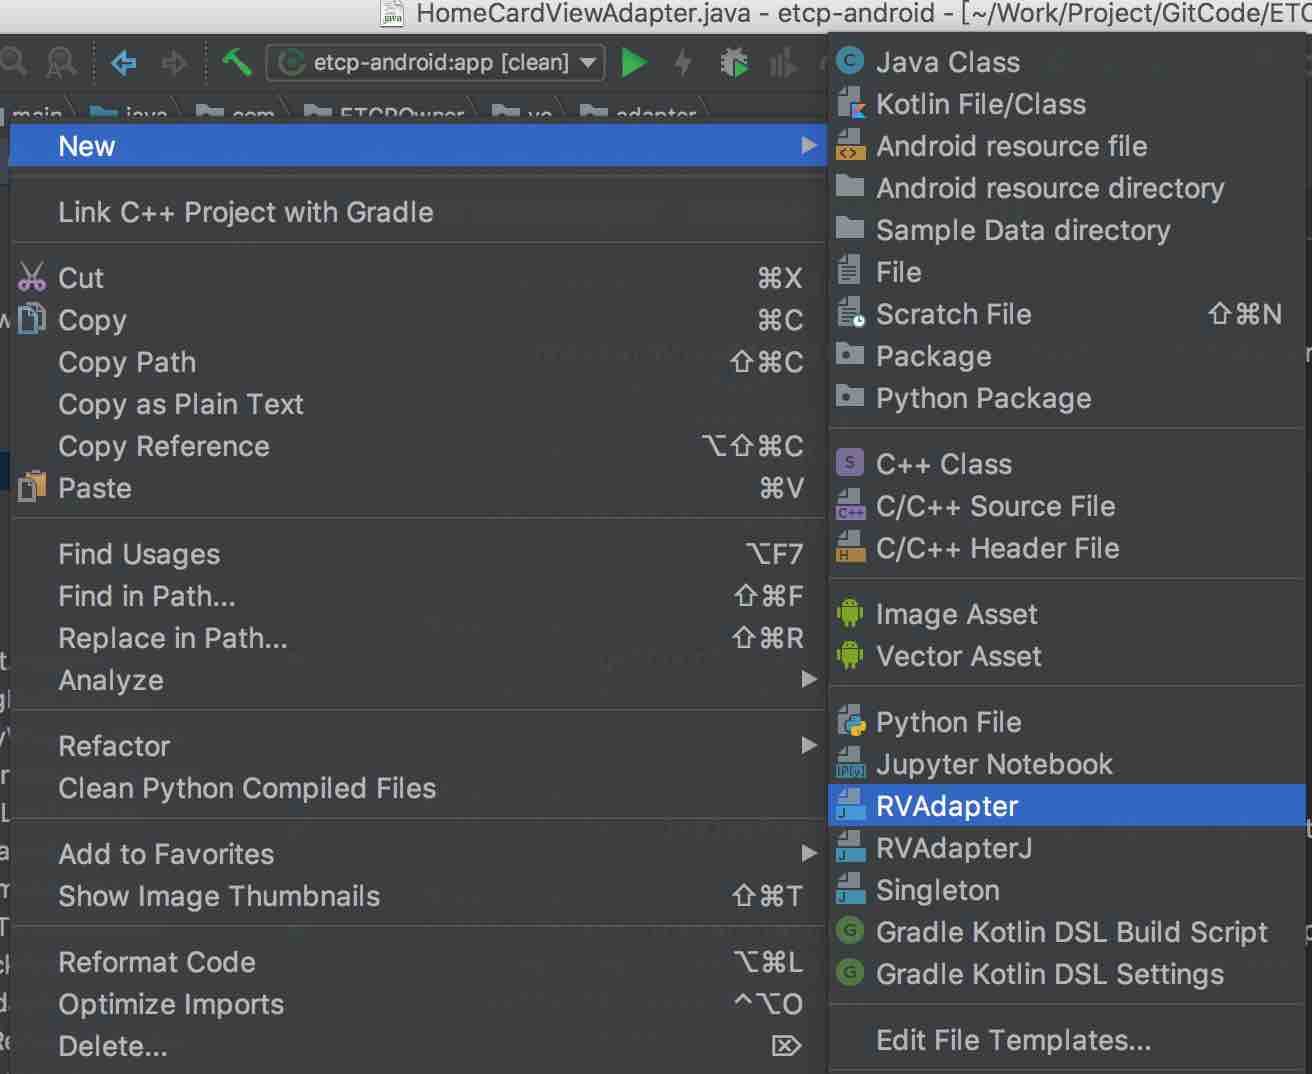 HomeCardViewAdapter.java - etcp-android - [~/Work/Project/GitCode/ETC
etcp-android:app [clean]
main java com ETCPOwner vo adapter
New
Link C++ Project with Gradle
Cut ⌘X
Copy ⌘C
Copy Path ⇧⌘C
Copy as Plain Text
Copy Reference ⌥⇧⌘C
Paste ⌘V
Find Usages ⌥F7
Find in Path... ⇧⌘F
Replace in Path... ⇧⌘R
Analyze
Refactor
Clean Python Compiled Files
Add to Favorites
Show Image Thumbnails ⇧⌘T
Reformat Code ⌥⌘L
Optimize Imports ^⌥O
Delete... ⌦
Java Class
Kotlin File/Class
Android resource file
Android resource directory
Sample Data directory
File
Scratch File ⇧⌘N
Package
Python Package
C++ Class
C/C++ Source File
C/C++ Header File
Image Asset
Vector Asset
Python File
Jupyter Notebook
RVAdapter
RVAdapterJ
Singleton
Gradle Kotlin DSL Build Script
Gradle Kotlin DSL Settings
Edit File Templates...